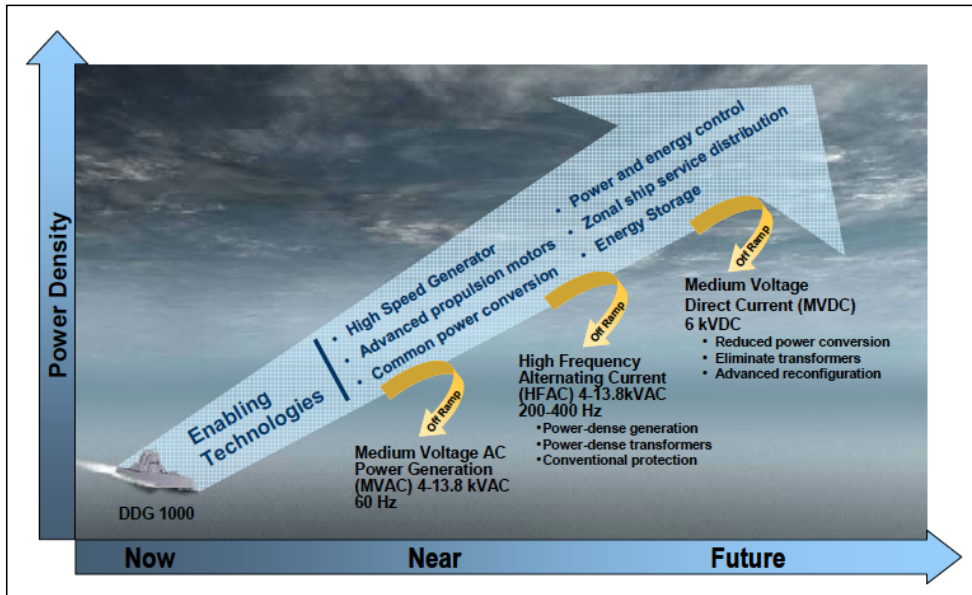 Power Density
Enabling
Technologies
• High Speed Generator
• Advanced propulsion motors
• Common power conversion
• Power and energy control
• Zonal ship service distribution
• Energy Storage
Off Ramp
Medium Voltage AC
Power Generation
(MVAC) 4-13.8 kVAC
60 Hz
Off Ramp
High Frequency
Alternating Current
(HFAC) 4-13.8kVAC
200-400 Hz
•Power-dense generation
•Power-dense transformers
•Conventional protection
Off Ramp
Medium Voltage
Direct Current (MVDC)
6 kVDC
• Reduced power conversion
• Eliminate transformers
• Advanced reconfiguration
DDG 1000
Now
Near
Future